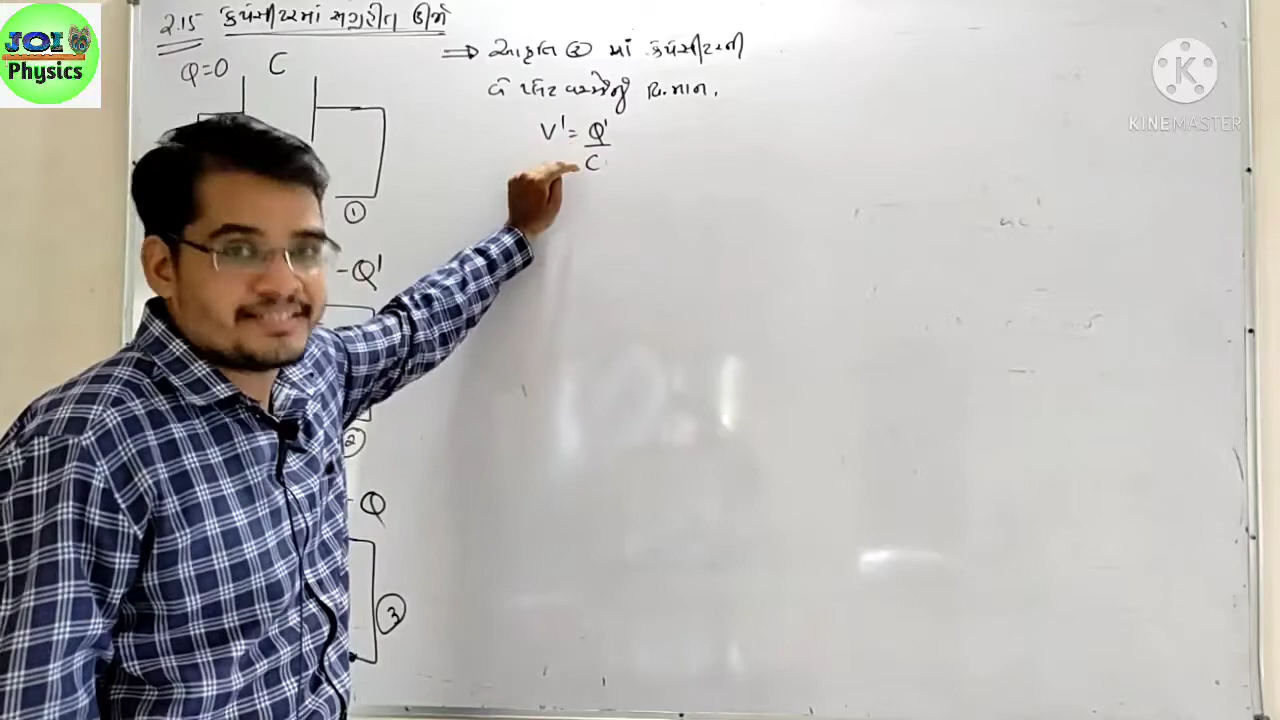 JOI
Physics
2.15 કેપેસીટરમાં સંગ્રહીત ઊર્જા
Q=0 C
①
-Q'
②
- Q
③
⇒ આકૃતિ ② માં કેપેસીટરની
બે પ્લેટ વચ્ચેનું વિ.માન.
V' = Q'
C
K
KINEMASTER